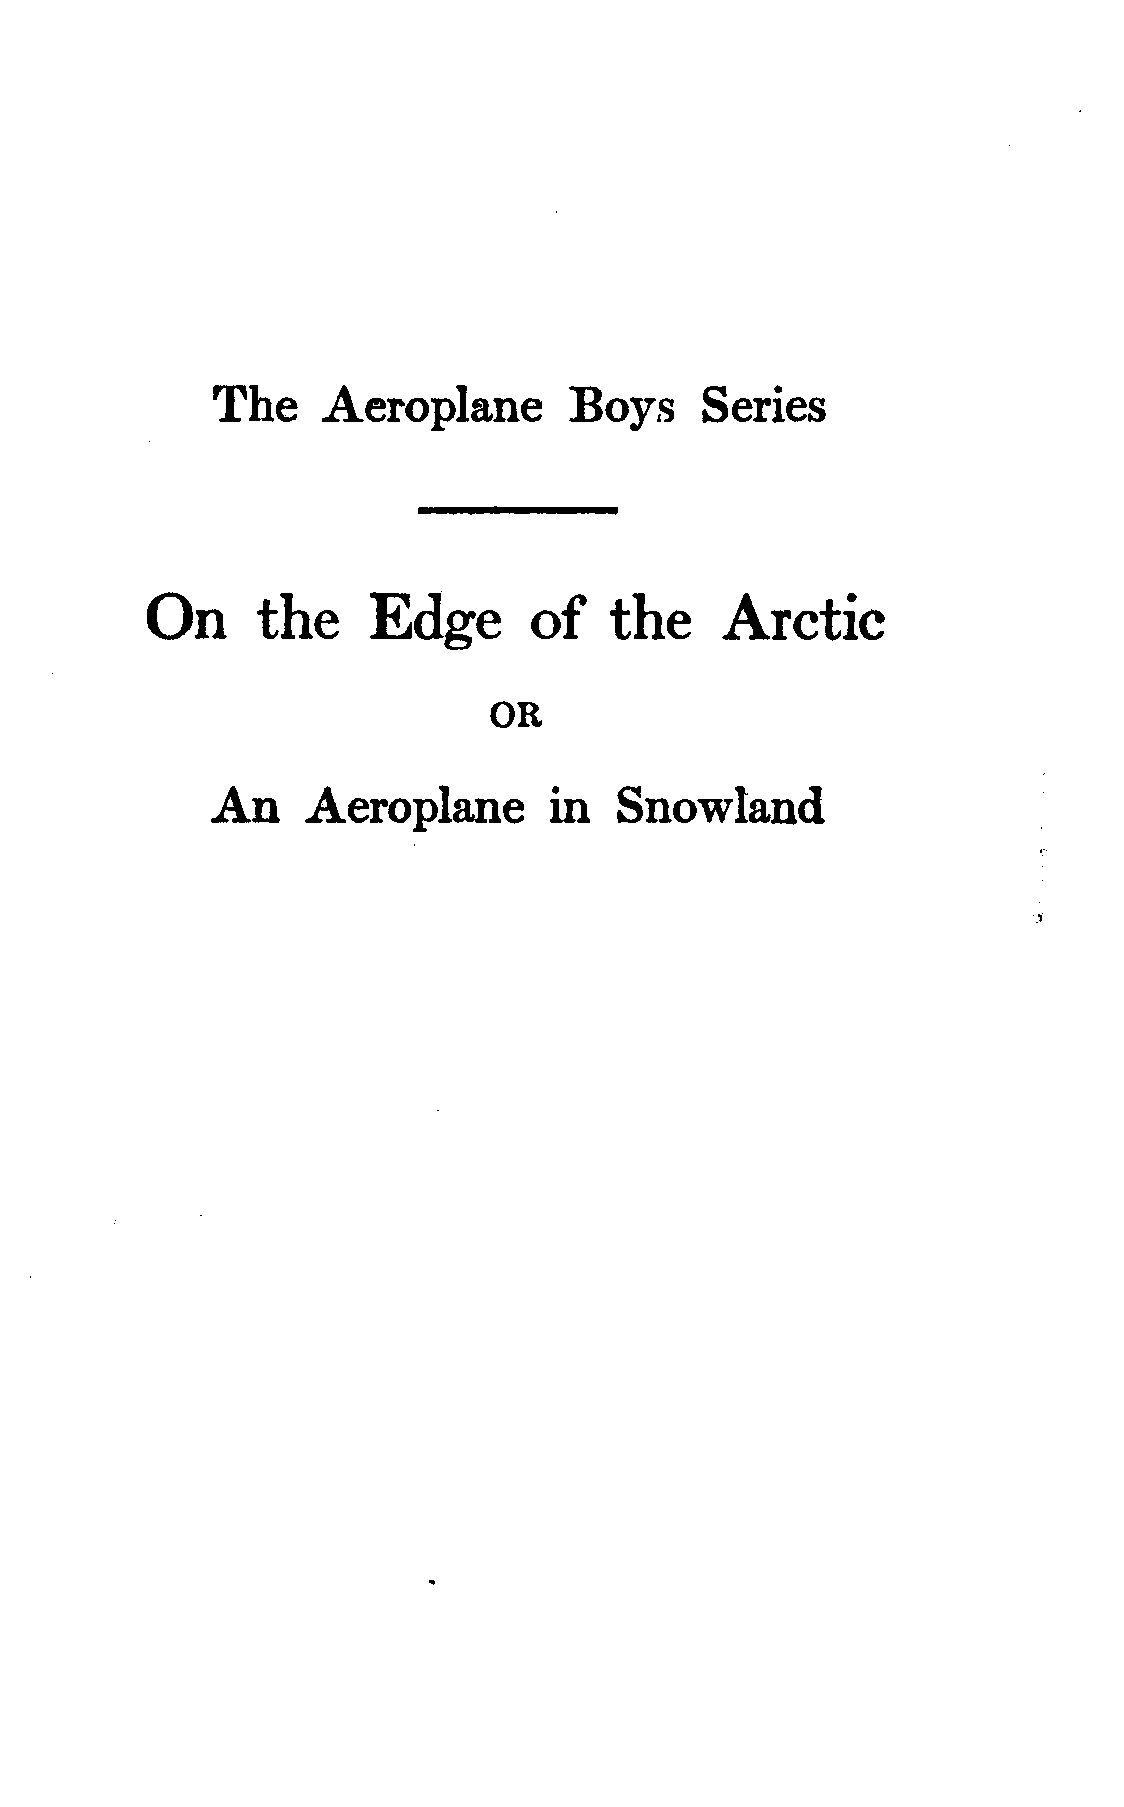 The Aeroplane Boys Series
On the Edge of the Arctic
OR
An Aeroplane in Snowland